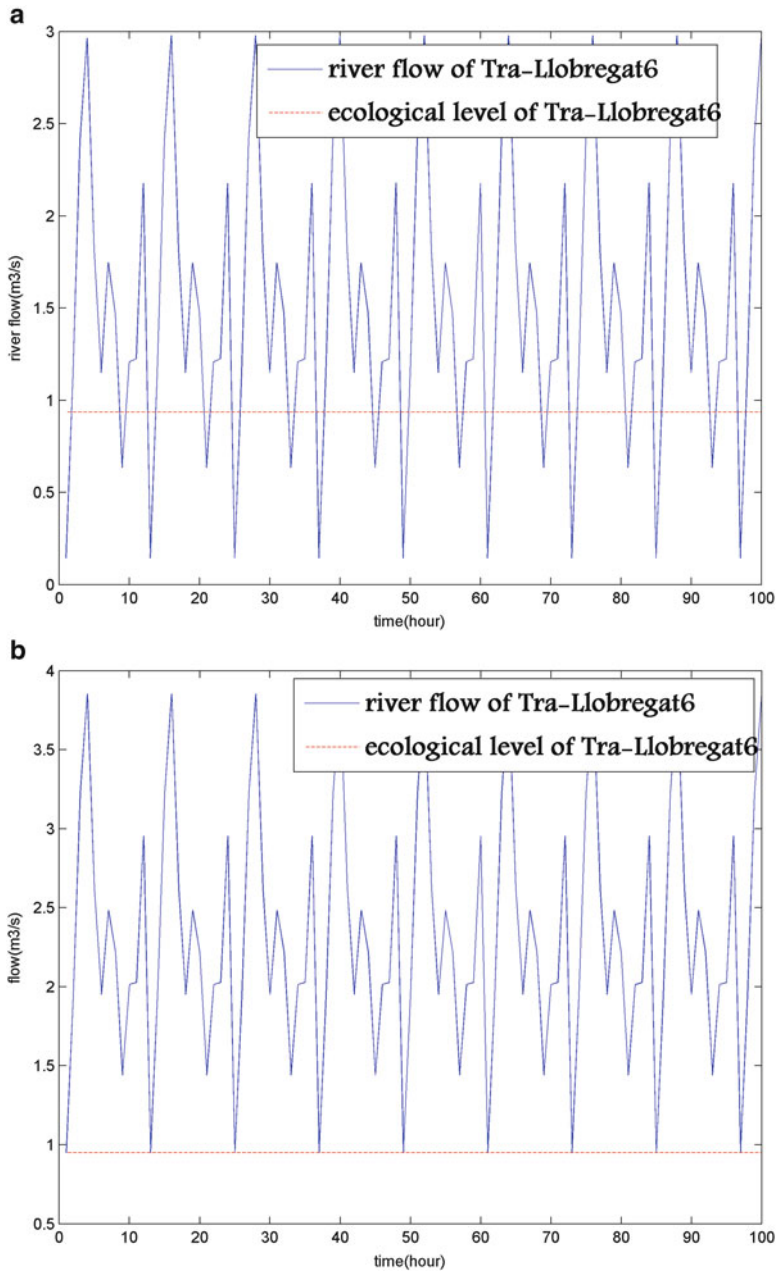 a
3
2.5
2
1.5
1
0.5
0
river flow(m3/s)
river flow of Tra-Llobregat6
ecological level of Tra-Llobregat6
0 10 20 30 40 50 60 70 80 90 100
time(hour)
b
4
3.5
3
2.5
2
1.5
1
0.5
flow(m3/s)
river flow of Tra-Llobregat6
ecological level of Tra-Llobregat6
0 10 20 30 40 50 60 70 80 90 100
time(hour)